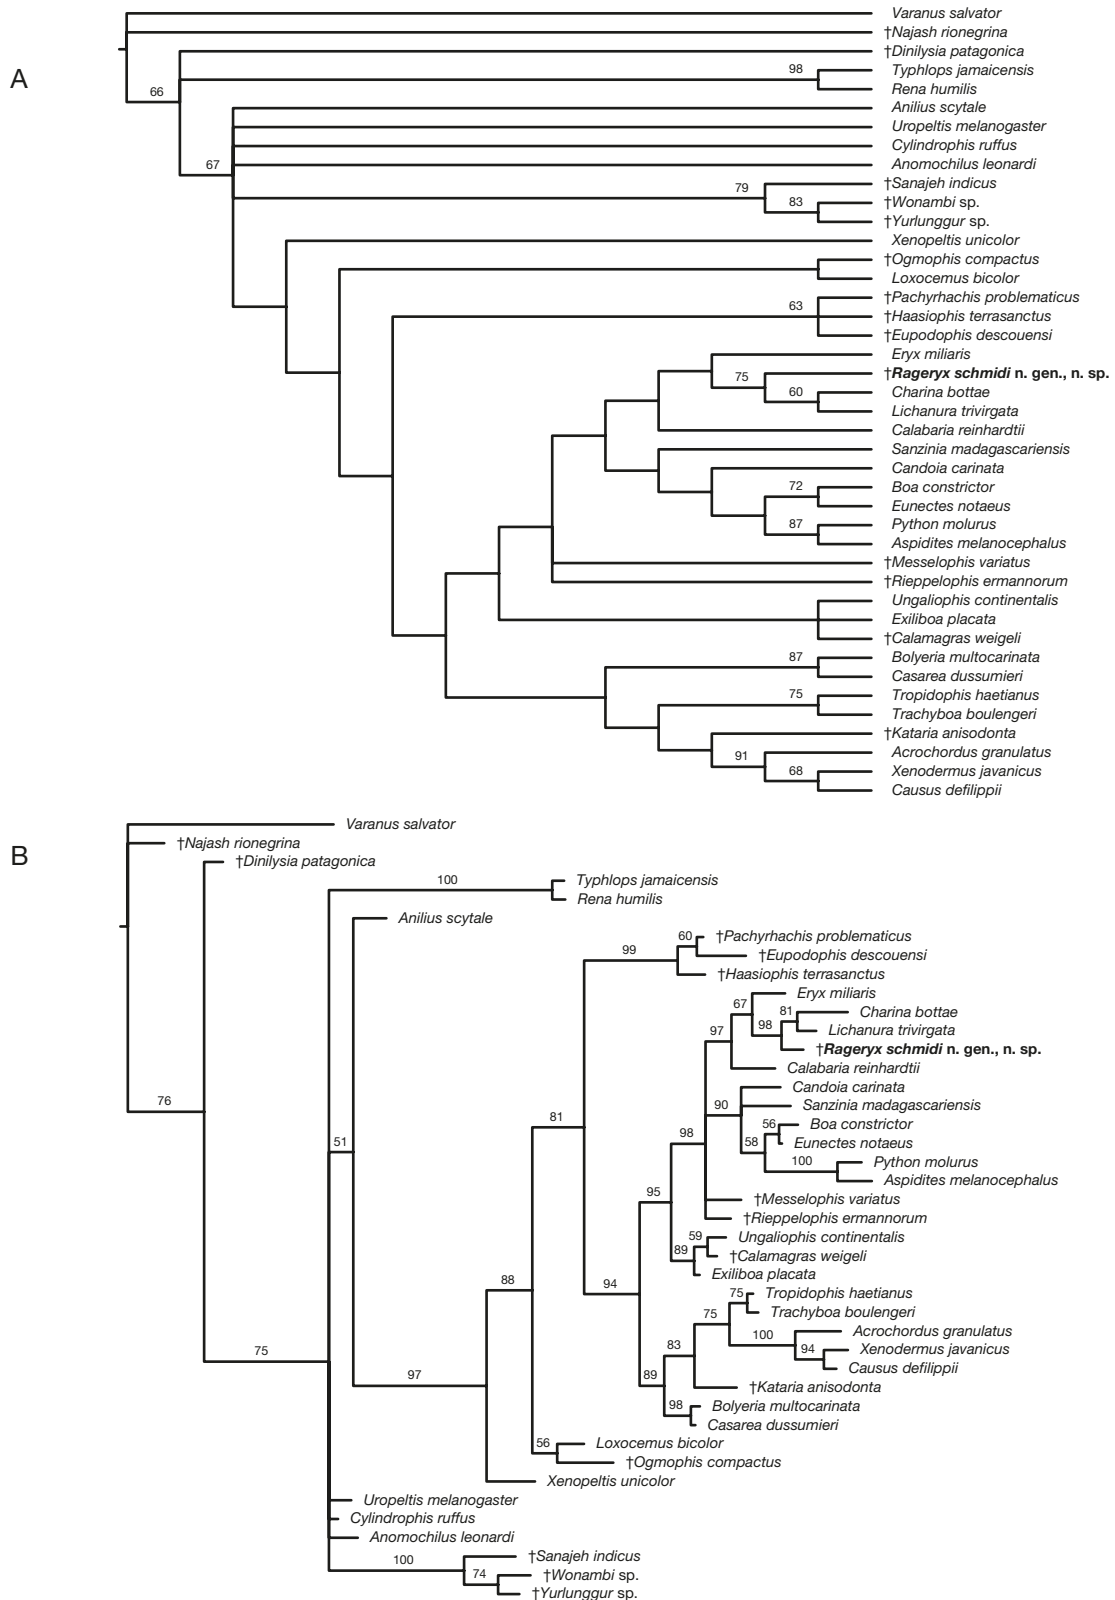 Varanus salvator
†Najash rionegrina
66
†Dinilysia patagonica
A
98
Typhlops jamaicensis
Rena humilis
Anilius scytale
Uropeltis melanogaster
Cylindrophis ruffus
67
Anomochilus leonardi
79
†Sanajeh indicus
83
†Wonambi sp.
†Yurlunggur sp.
Xenopeltis unicolor
†Ogmophis compactus
Loxocemus bicolor
63
†Pachyrhachis problematicus
†Haasiophis terrasanctus
†Eupodophis descouensi
Eryx miliaris
75
†Rageryx schmidi n. gen., n. sp.
60
Charina bottae
Lichanura trivirgata
Calabaria reinhardtii
Sanzinia madagascariensis
Candoia carinata
72
Boa constrictor
Eunectes notaeus
87
Python molurus
Aspidites melanocephalus
†Messelophis variatus
†Rieppelophis ermannorum
Ungaliophis continentalis
Exiliboa placata
†Calamagras weigeli
87
Bolyeria multocarinata
Casarea dussumieri
75
Tropidophis haetianus
Trachyboa boulengeri
†Kataria anisodonta
91
Acrochordus granulatus
68
Xenodermus javanicus
Causus defilippii
B
Varanus salvator
†Najash rionegrina
†Dinilysia patagonica
100
Typhlops jamaicensis
Rena humilis
Anilius scytale
60
†Pachyrhachis problematicus
99
†Eupodophis descouensi
†Haasiophis terrasanctus
Eryx miliaris
67
81
Charina bottae
97
98
Lichanura trivirgata
†Rageryx schmidi n. gen., n. sp.
Calabaria reinhardtii
Candoia carinata
90
Sanzinia madagascariensis
76
81
56
Boa constrictor
51
98
58
Eunectes notaeus
100
Python molurus
Aspidites melanocephalus
95
†Messelophis variatus
†Rieppelophis ermannorum
59
Ungaliophis continentalis
89
†Calamagras weigeli
Exiliboa placata
88
94
75
Tropidophis haetianus
75
Trachyboa boulengeri
100
Acrochordus granulatus
75
83
94
Xenodermus javanicus
Causus defilippii
97
89
†Kataria anisodonta
98
Bolyeria multocarinata
Casarea dussumieri
56
Loxocemus bicolor
†Ogmophis compactus
Xenopeltis unicolor
Uropeltis melanogaster
Cylindrophis ruffus
Anomochilus leonardi
100
†Sanajeh indicus
74
†Wonambi sp.
†Yurlunggur sp.